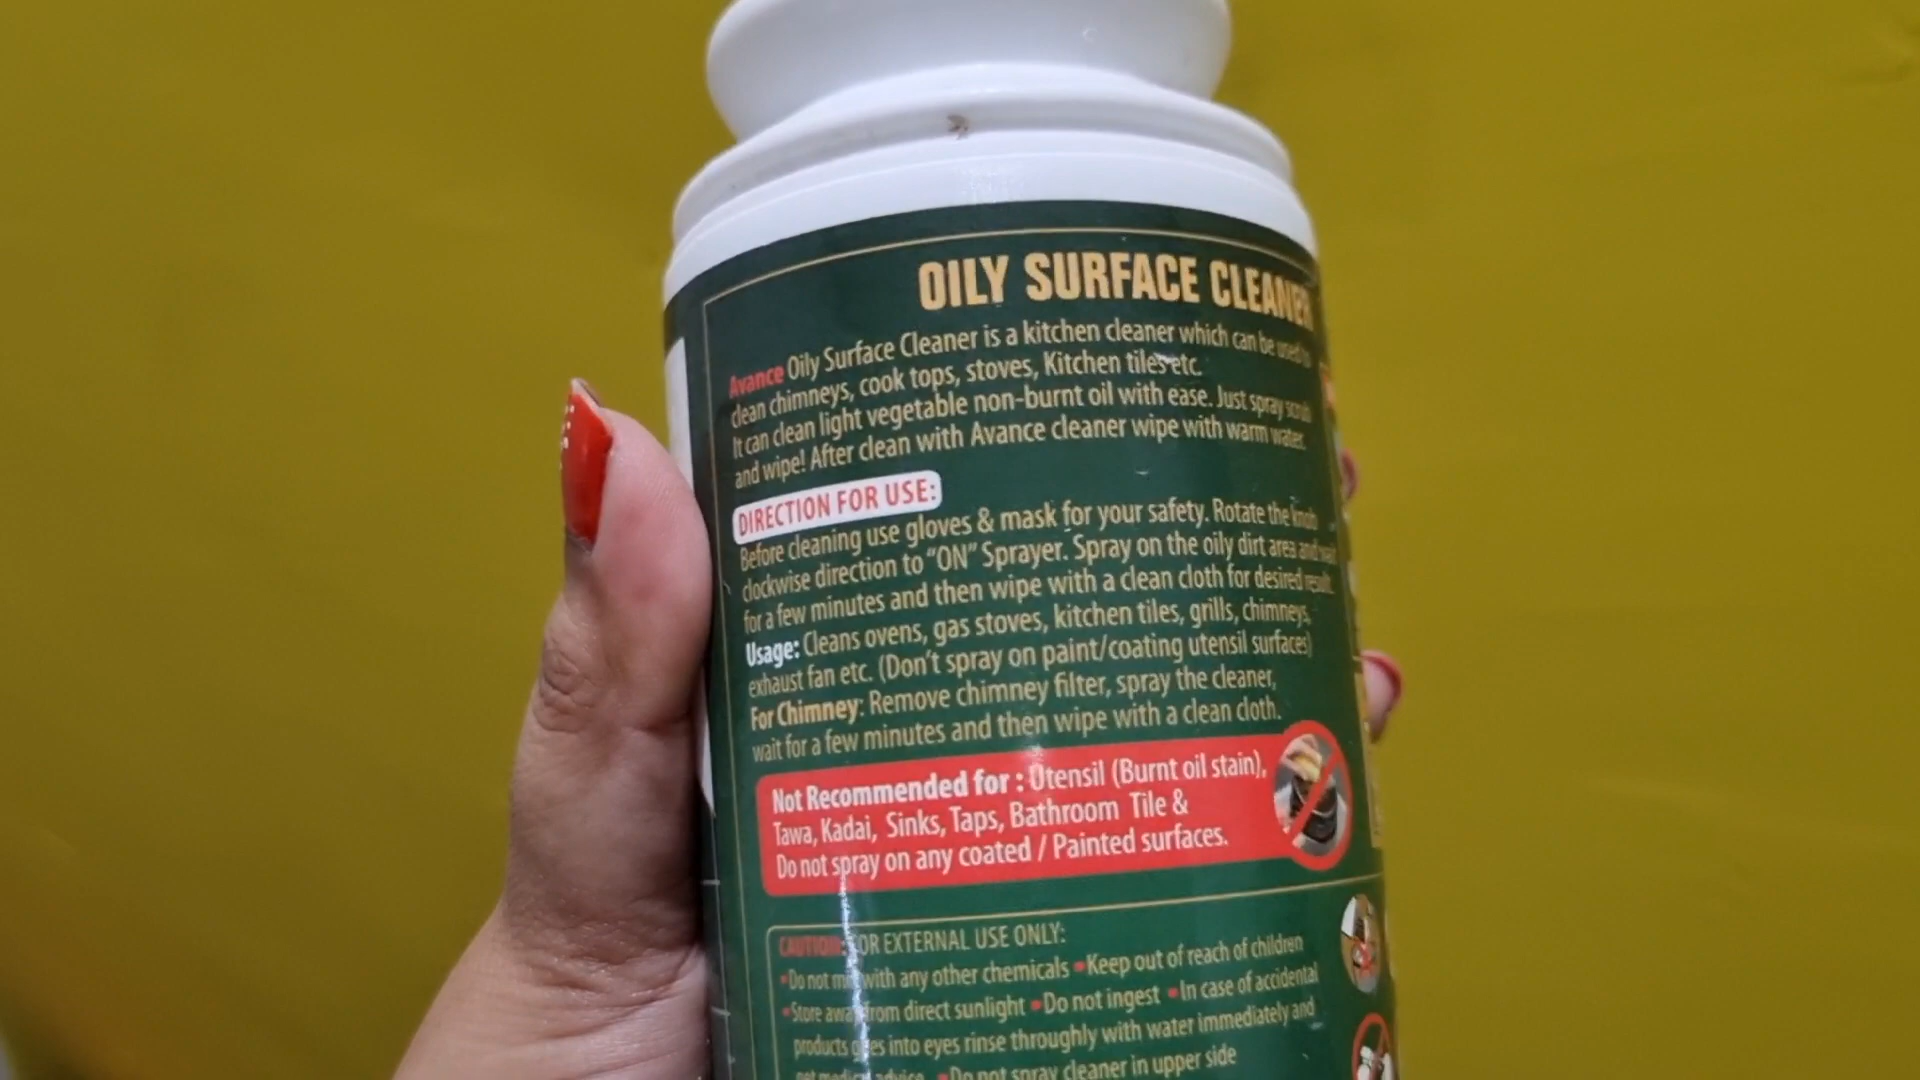 OILY SURFACE CLEANER
Avance Oily Surface Cleaner is a kitchen cleaner which can be used to
clean chimneys, cook tops, stoves, Kitchen tiles etc.
It can clean light vegetable non-burnt oil with ease. Just spray scrub
and wipe! After clean with Avance cleaner wipe with warm water.
DIRECTION FOR USE:
Before cleaning use gloves & mask for your safety. Rotate the knob
clockwise direction to “ON” Sprayer. Spray on the oily dirt area and wait
for a few minutes and then wipe with a clean cloth for desired result.
Usage: Cleans ovens, gas stoves, kitchen tiles, grills, chimneys,
exhaust fan etc. (Don't spray on paint/coating utensil surfaces)
For Chimney: Remove chimney filter, spray the cleaner,
wait for a few minutes and then wipe with a clean cloth.
Not Recommended for : Utensil (Burnt oil stain),
Tawa, Kadai, Sinks, Taps, Bathroom Tile &
Do not spray on any coated / Painted surfaces.
CAUTION: FOR EXTERNAL USE ONLY:
•Do not mix with any other chemicals •Keep out of reach of children
•Store away from direct sunlight •Do not ingest •In case of accidental
products goes into eyes rinse throughly with water immediately and
get medical advice •Do not spray cleaner in upper side